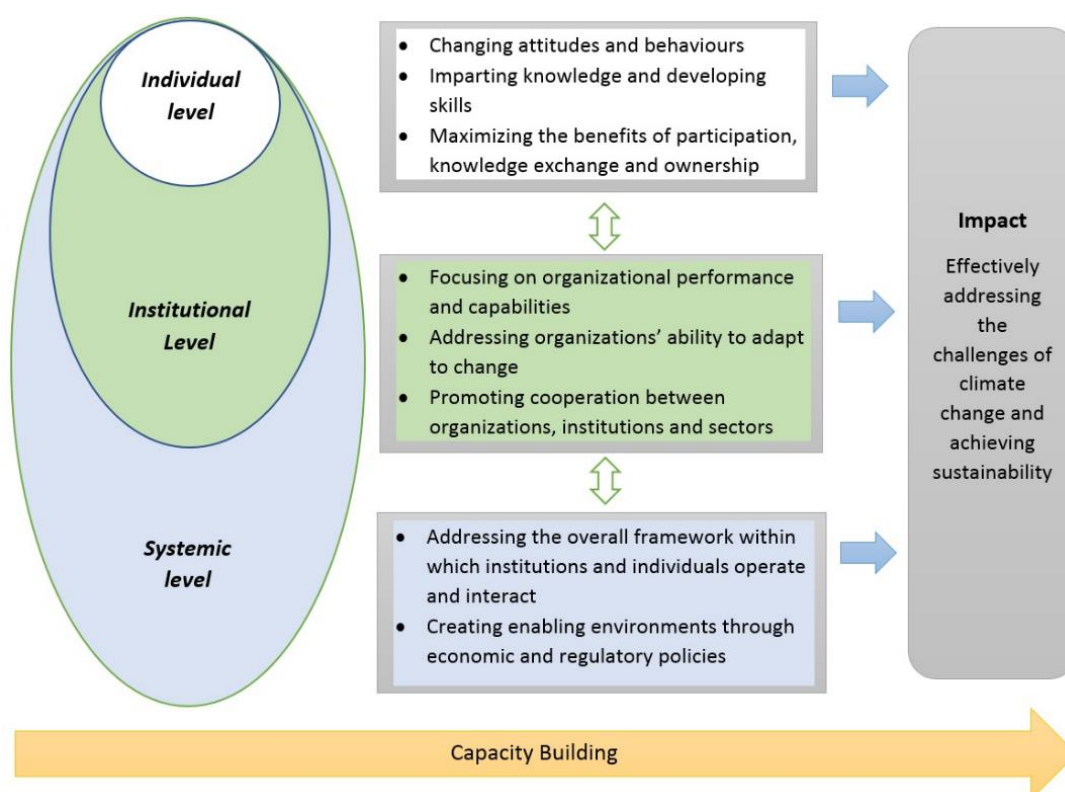 Individual
level
Institutional
Level
Systemic
level
• Changing attitudes and behaviours
• Imparting knowledge and developing
skills
• Maximizing the benefits of participation,
knowledge exchange and ownership
• Focusing on organizational performance
and capabilities
• Addressing organizations’ ability to adapt
to change
• Promoting cooperation between
organizations, institutions and sectors
• Addressing the overall framework within
which institutions and individuals operate
and interact
• Creating enabling environments through
economic and regulatory policies
Impact
Effectively
addressing
the
challenges of
climate
change and
achieving
sustainability
Capacity Building